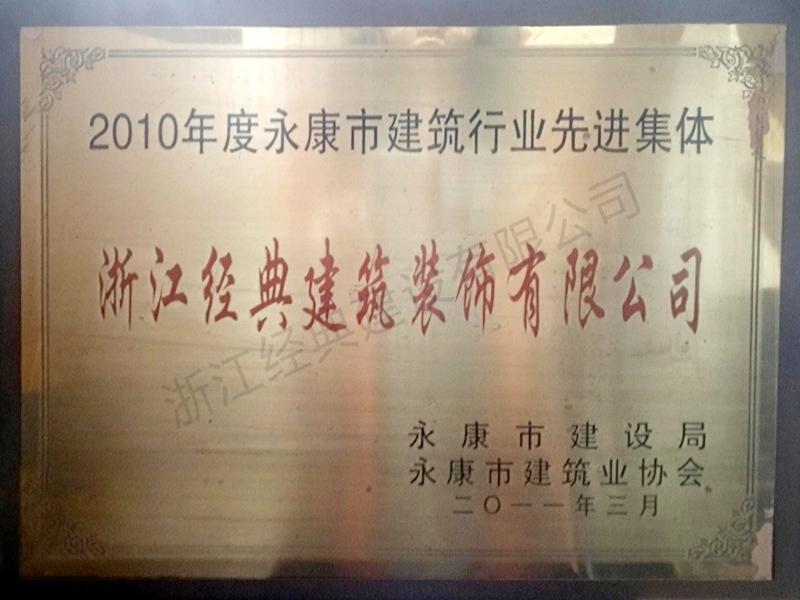 2010年度永康市建筑行业先进集体
浙江经典建筑装饰有限公司
浙江经典建设有限公司
永康市建设局
永康市建筑业协会
二〇一一年三月